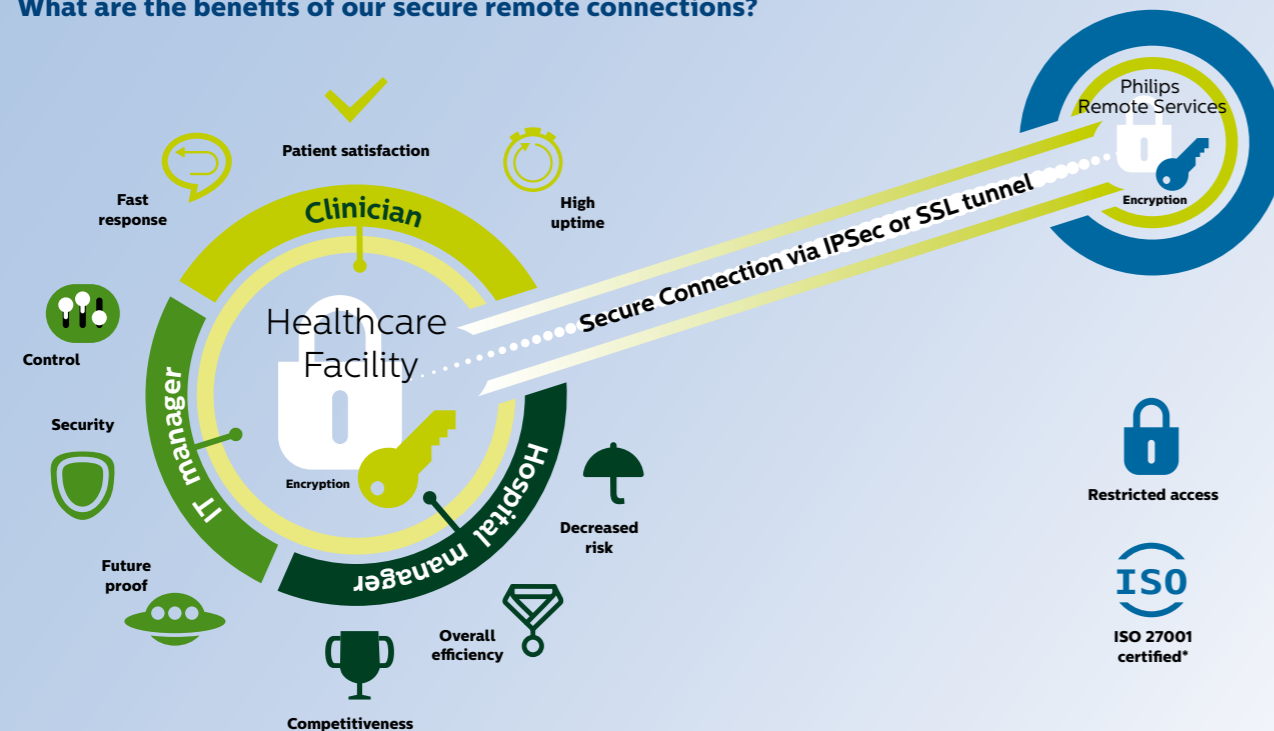 What are the benefits of our secure remote connections?
Philips
Remote Services
Encryption
Patient satisfaction
Fast
response
High
uptime
Clinician
Secure Connection via IPSec or SSL tunnel
Healthcare
Facility
Control
IT manager
Security
Encryption
Hospital manager
Decreased
risk
Restricted access
Future
proof
Overall
efficiency
Competitiveness
ISO
ISO 27001
certified*